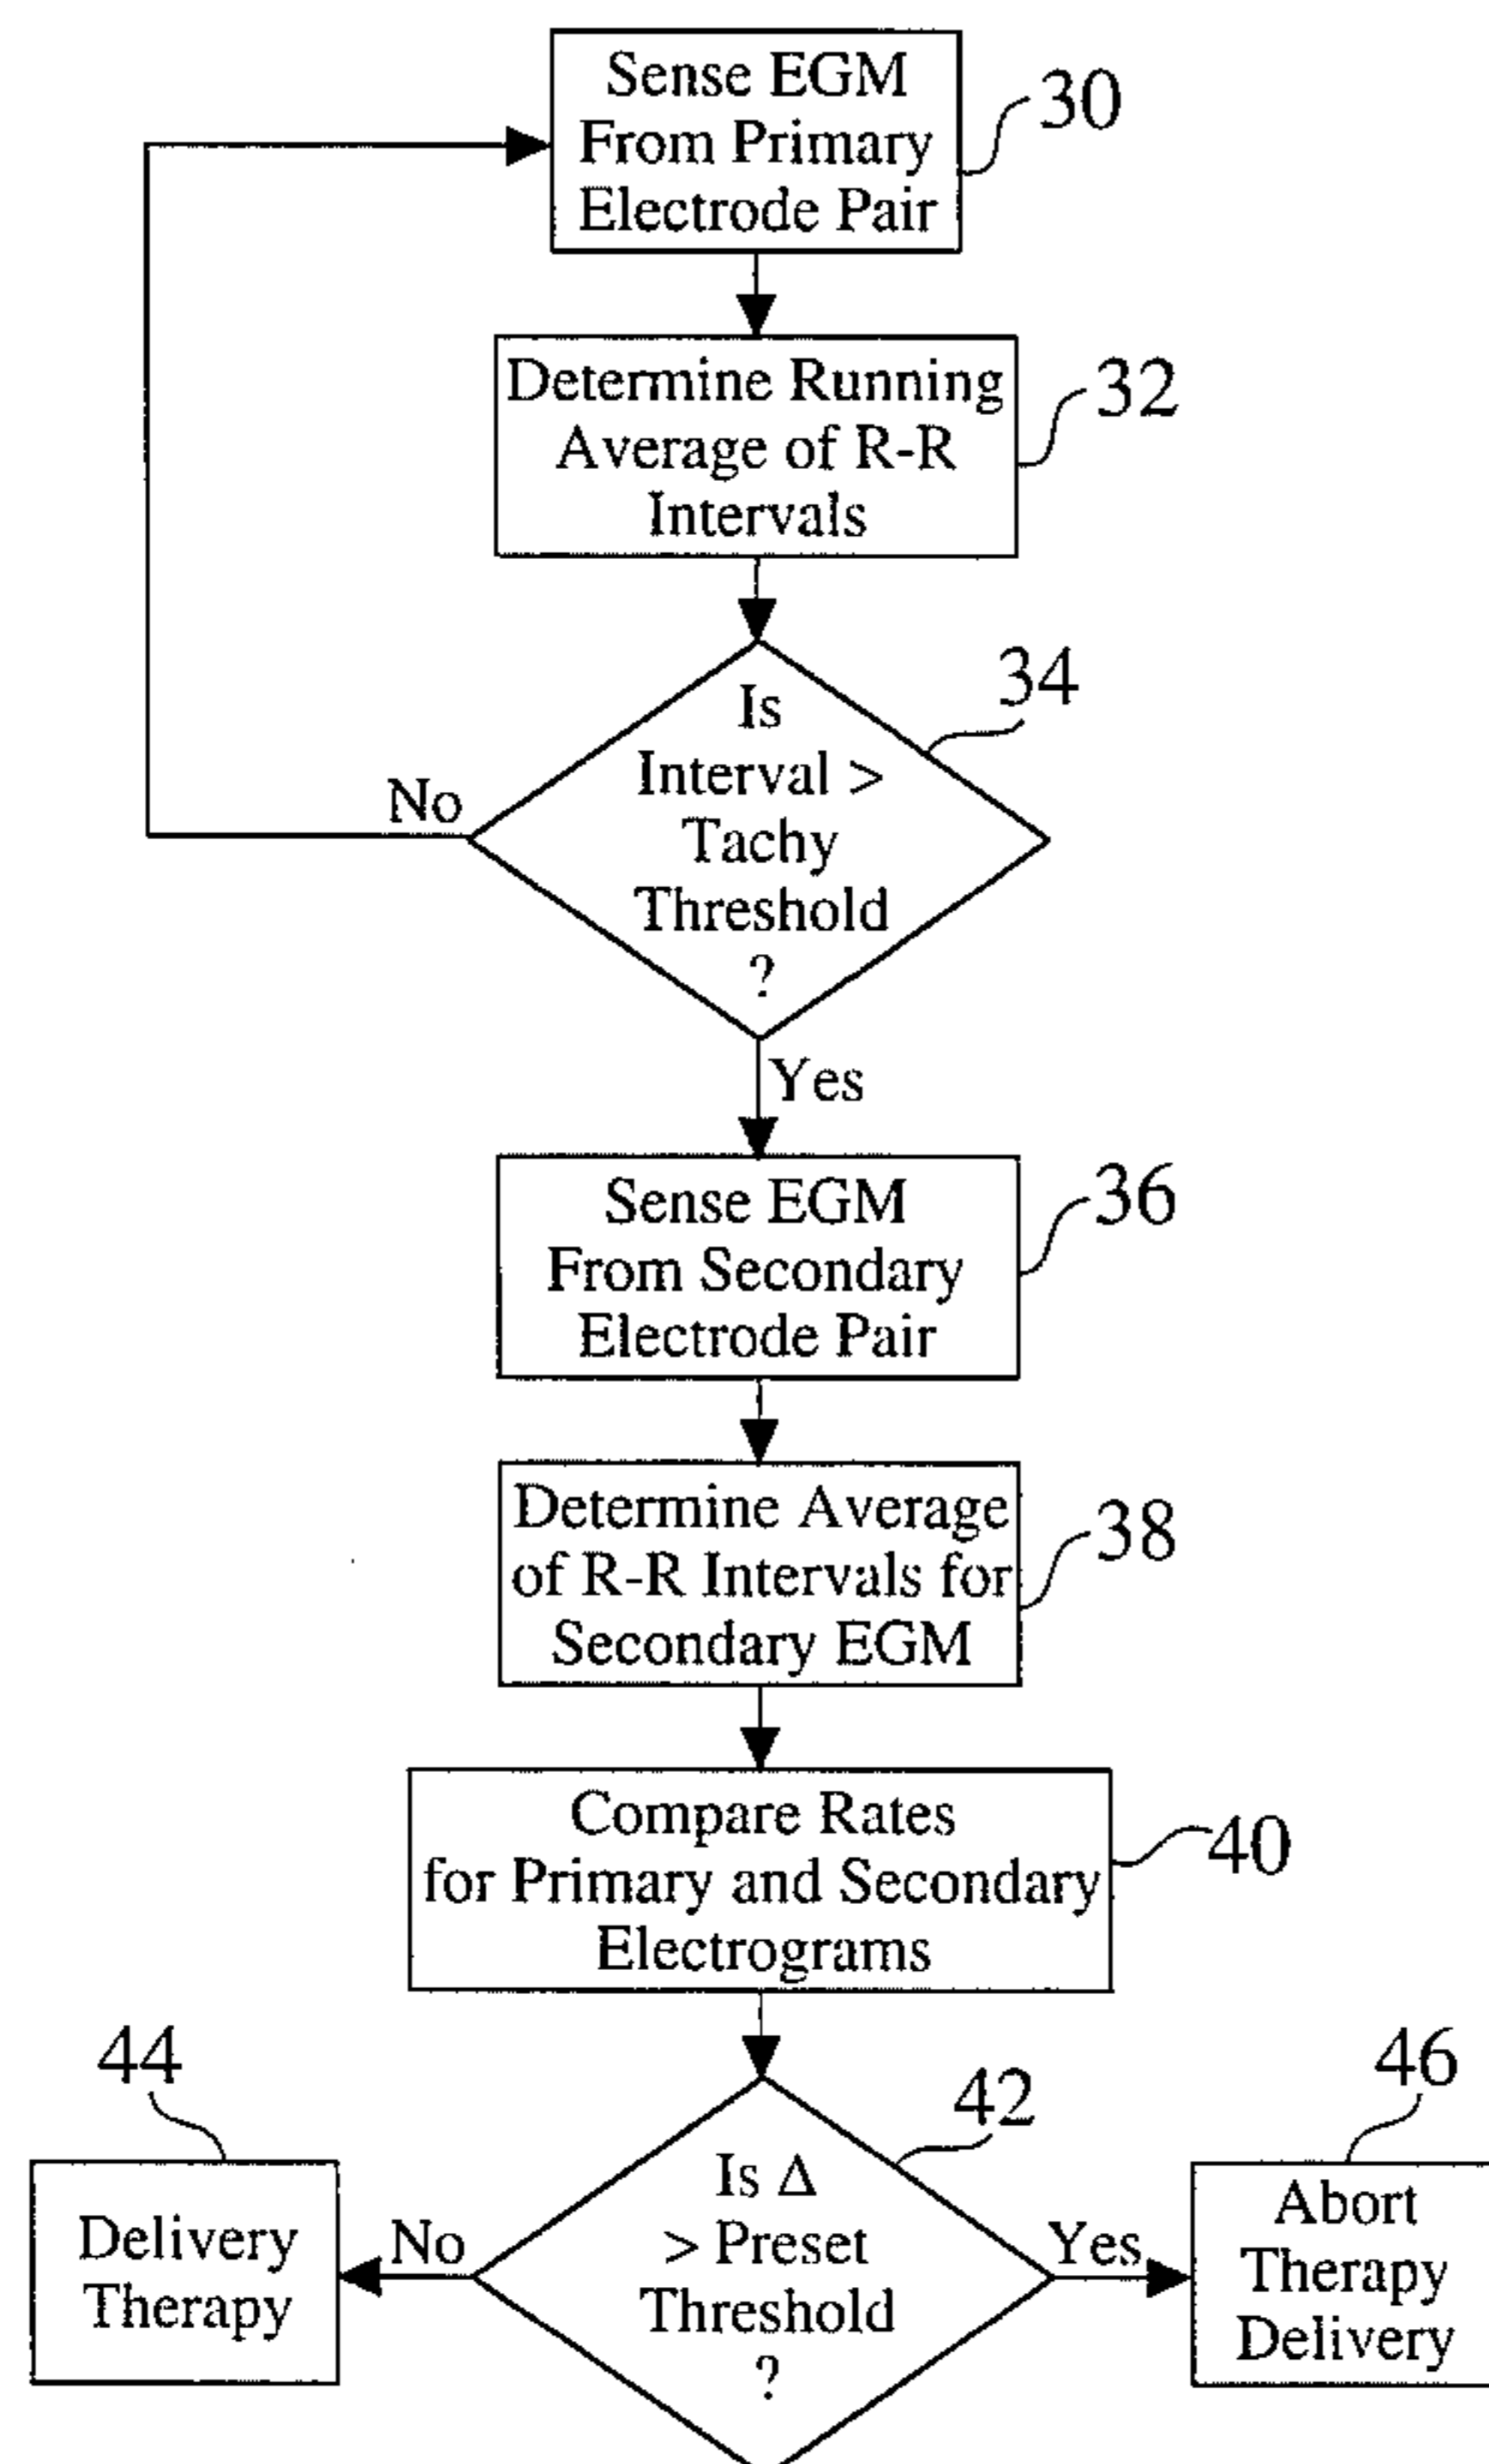 Sense EGM
From Primary
Electrode Pair
30
Determine Running
Average of R-R
Intervals
32
Is
Interval >
Tachy
Threshold
?
34
No
Yes
Sense EGM
From Secondary
Electrode Pair
36
Determine Average
of R-R Intervals for
Secondary EGM
38
Compare Rates
for Primary and Secondary
Electrograms
40
44
42
46
Delivery
Therapy
No
Is Δ
> Preset
Threshold
?
Yes
Abort
Therapy
Delivery